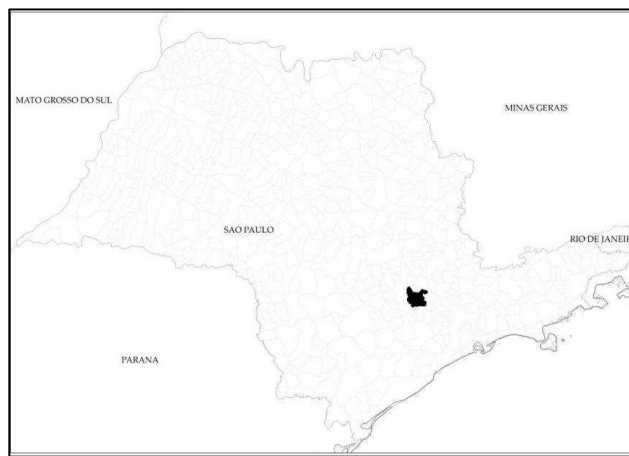 MATO GROSSO DO SUL
MINAS GERAIS
SAO PAULO
RIO DE JANEI
PARANA